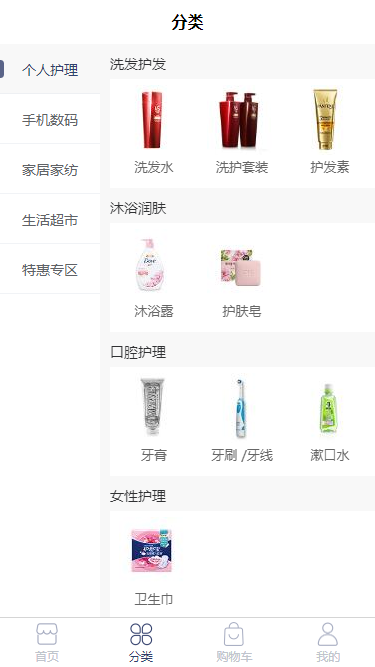 分类
个人护理
手机数码
家居家纺
生活超市
特惠专区
洗发护发
洗发水
洗护套装
护发素
沐浴润肤
沐浴露
护肤皂
口腔护理
牙膏
牙刷 /牙线
漱口水
女性护理
卫生巾
首页
分类
购物车
我的